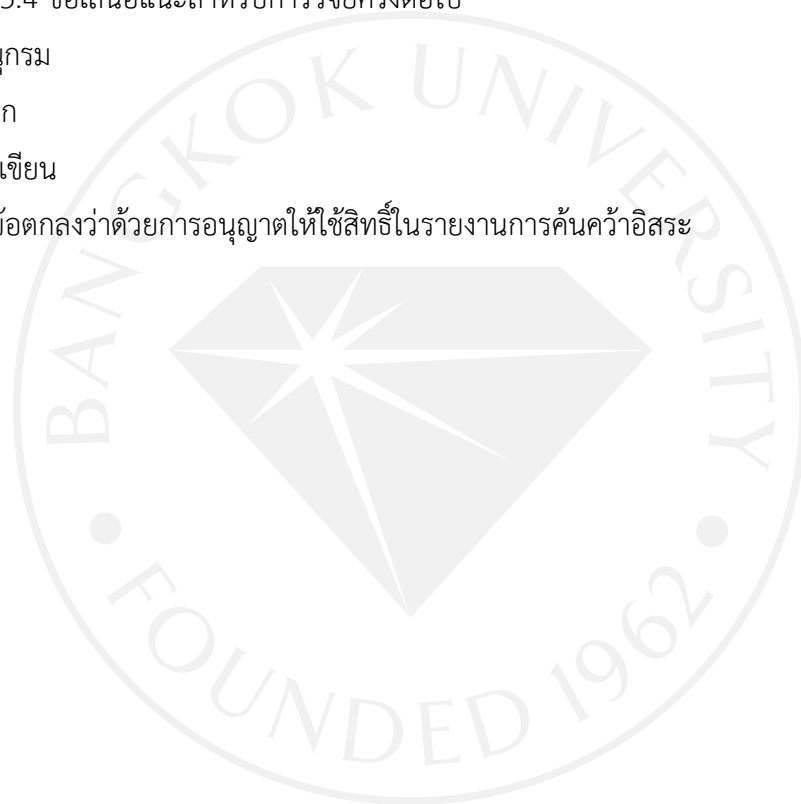 5.4 ข้อเสนอแนะสำหรับการวิจัยครั้งต่อไป
นุกรม
ก
เขียน
ข้อตกลงว่าด้วยการอนุญาตให้ใช้สิทธิ์ในรายงานการค้นคว้าอิสระ
BANGKOK UNIVERSITY
FOUNDED 1962